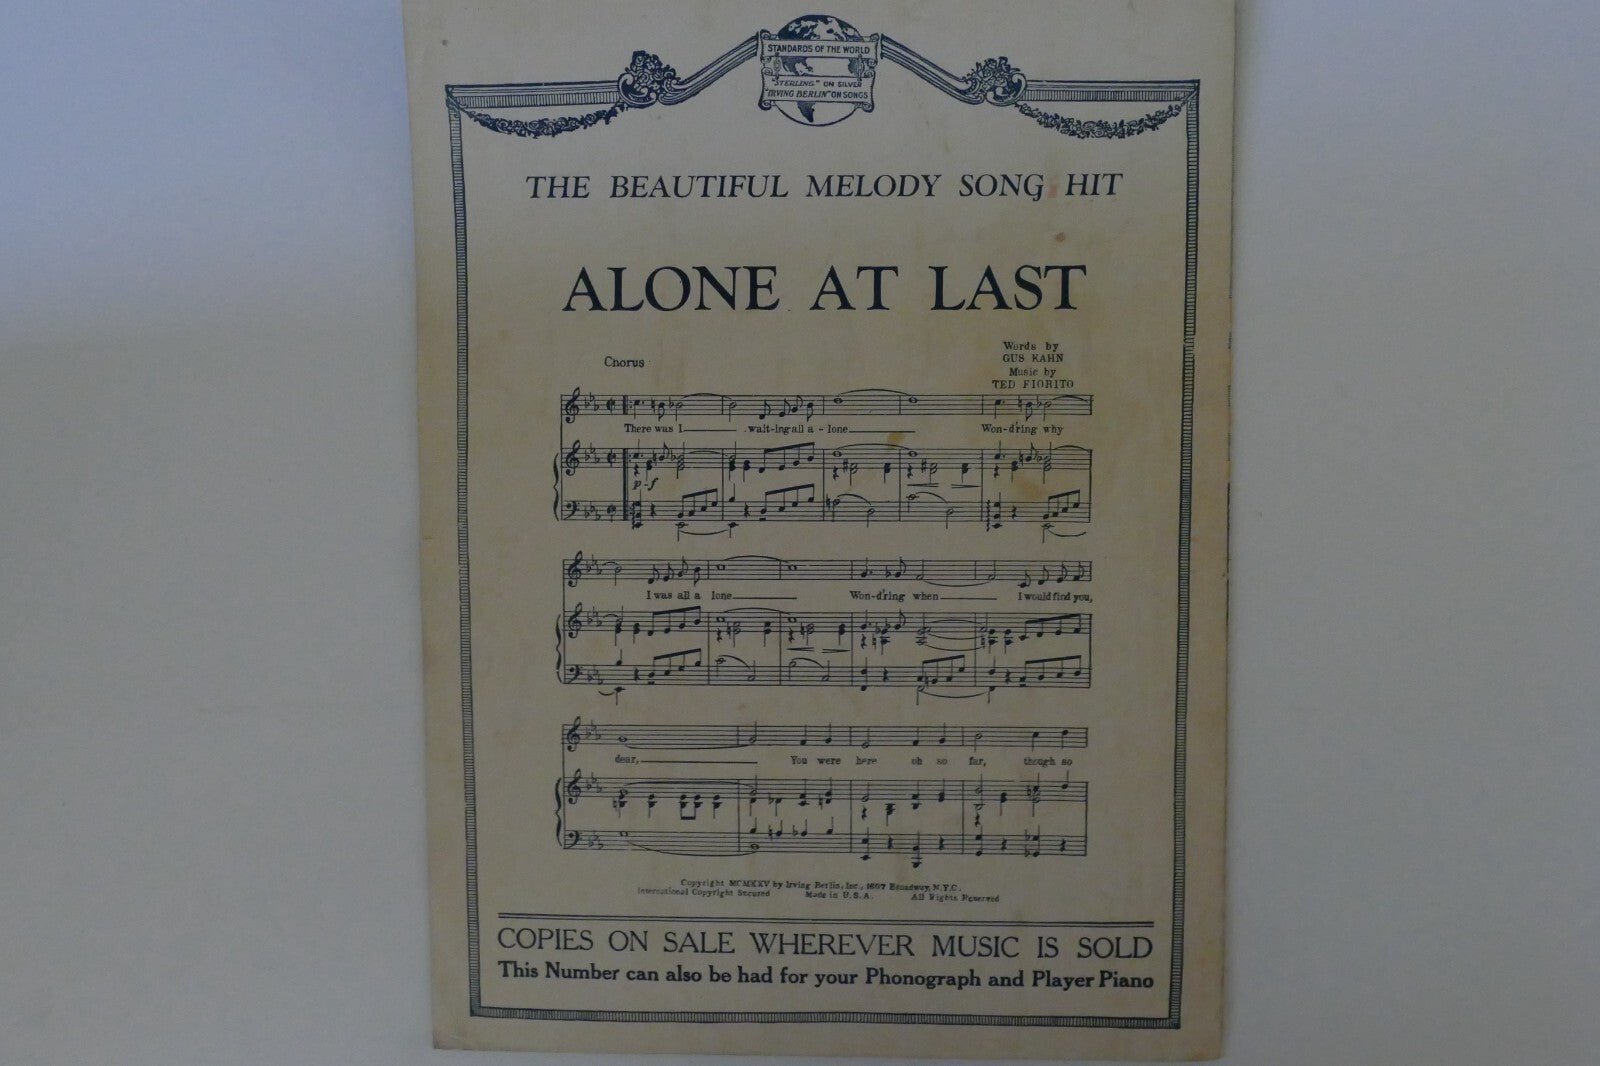 STANDARDS OF THE WORLD
"STERLING" ON SILVER
"IRVING BERLIN" ON SONGS
THE BEAUTIFUL MELODY SONG HIT
ALONE AT LAST
Words by
GUS KAHN
Music by
TED FIORITO
Chorus
There was I wait-ing all a - lone Won-d'ring why
p-f
I was all a lone Won-d'ring when I would find you,
dear, You were here oh so far, though so
Copyright MCMXXV by Irving Berlin, Inc., 1607 Broadway, N.Y.C.
International Copyright Secured Made in U.S.A. All Rights Reserved
COPIES ON SALE WHEREVER MUSIC IS SOLD
This Number can also be had for your Phonograph and Player Piano